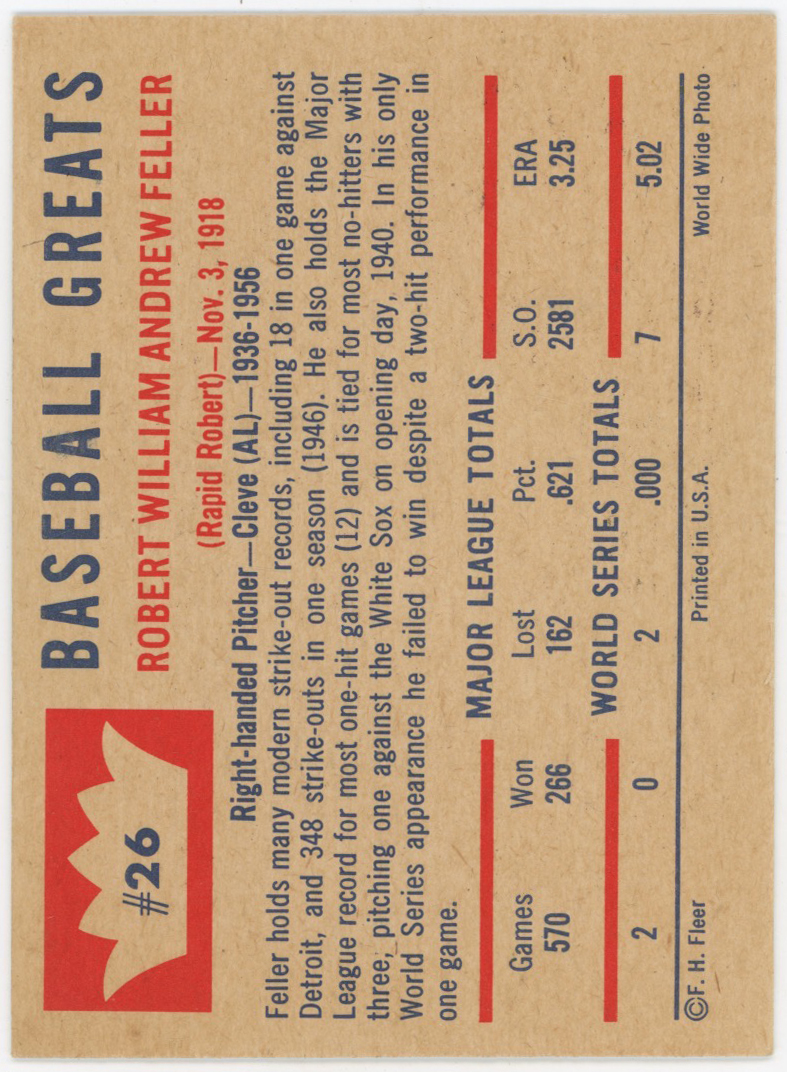 #26
BASEBALL GREATS
ROBERT WILLIAM ANDREW FELLER
(Rapid Robert)—Nov. 3, 1918
Right-handed Pitcher—Cleve (AL)—1936-1956
Feller holds many modern strike-out records, including 18 in one game against
Detroit, and 348 strike-outs in one season (1946). He also holds the Major
League record for most one-hit games (12) and is tied for most no-hitters with
three, pitching one against the White Sox on opening day, 1940. In his only
World Series appearance he failed to win despite a two-hit performance in
one game.
MAJOR LEAGUE TOTALS
Games Won Lost Pct. S.O. ERA
570 266 162 .621 2581 3.25
WORLD SERIES TOTALS
2 0 2 .000 7 5.02
©F. H. Fleer Printed in U.S.A. World Wide Photo